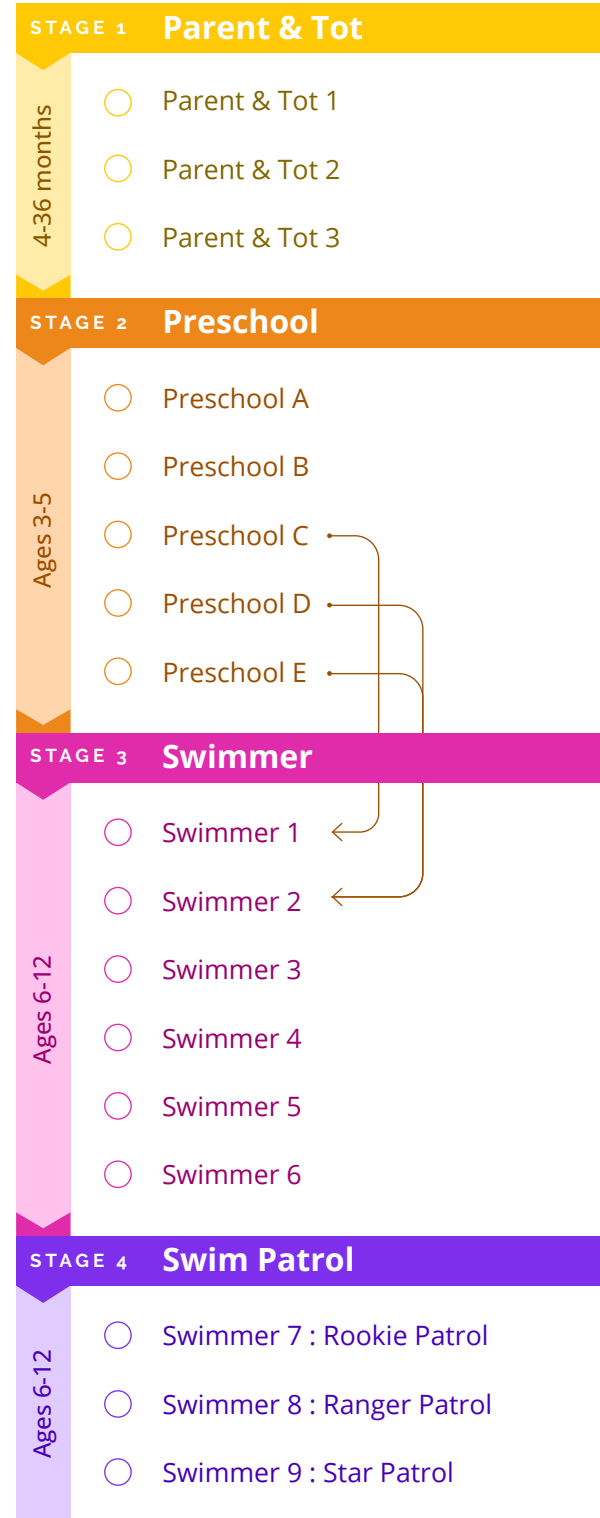 STAGE 1 Parent & Tot
4-36 months
Parent & Tot 1
Parent & Tot 2
Parent & Tot 3
STAGE 2 Preschool
Ages 3-5
Preschool A
Preschool B
Preschool C
Preschool D
Preschool E
STAGE 3 Swimmer
Ages 6-12
Swimmer 1
Swimmer 2
Swimmer 3
Swimmer 4
Swimmer 5
Swimmer 6
STAGE 4 Swim Patrol
Ages 6-12
Swimmer 7 : Rookie Patrol
Swimmer 8 : Ranger Patrol
Swimmer 9 : Star Patrol